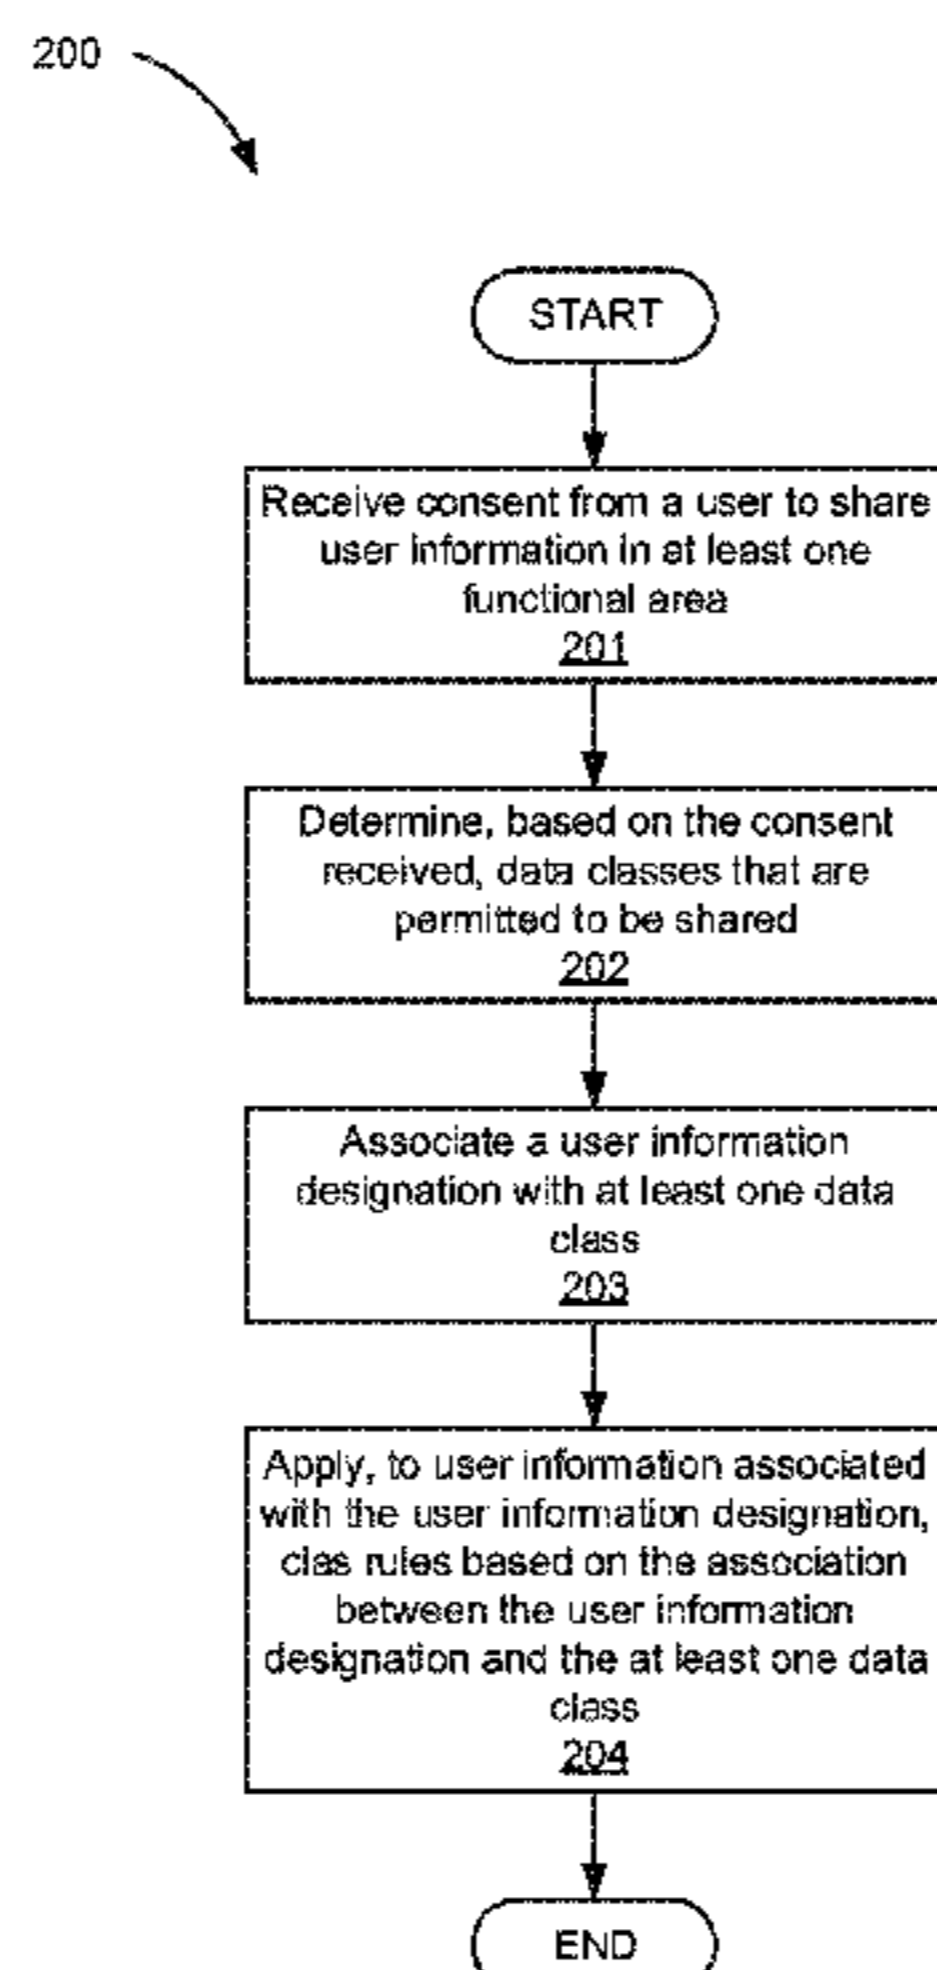 200
START
Receive consent from a user to share
user information in at least one
functional area
201
Determine, based on the consent
received, data classes that are
permitted to be shared
202
Associate a user information
designation with at least one data
class
203
Apply, to user information associated
with the user information designation,
clas rules based on the association
between the user information
designation and the at least one data
class
204
END